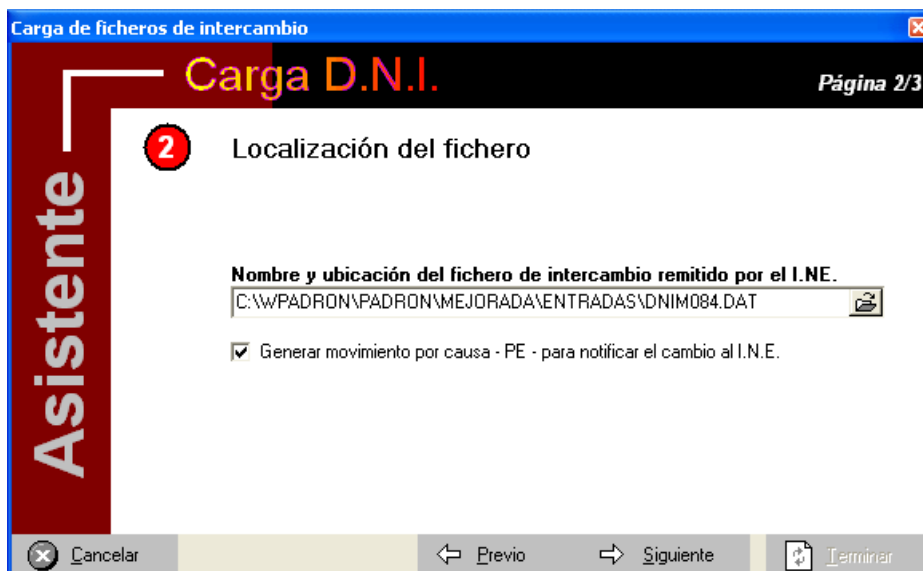 Carga de ficheros de intercambio
Carga D.N.I.
Página 2/3
Asistente
2
Localización del fichero
Nombre y ubicación del fichero de intercambio remitido por el I.NE.
C:\WPADRON\PADRON\MEJORADA\ENTRADAS\DNIM084.DAT
Generar movimiento por causa - PE - para notificar el cambio al I.N.E.
Cancelar
Previo
Siguiente
Terminar